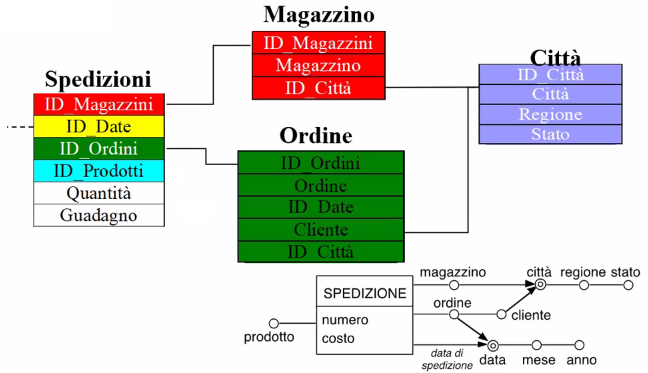 Magazzino
ID_Magazzini
Magazzino
ID_Città
Città
ID_Città
Città
Regione
Stato
Spedizioni
ID_Magazzini
ID_Date
ID_Ordini
ID_Prodotti
Quantità
Guadagno
Ordine
ID_Ordini
Ordine
ID_Date
Cliente
ID_Città
magazzino
città
regione
stato
SPEDIZIONE
ordine
cliente
numero
costo
prodotto
data di
spedizione
data
mese
anno